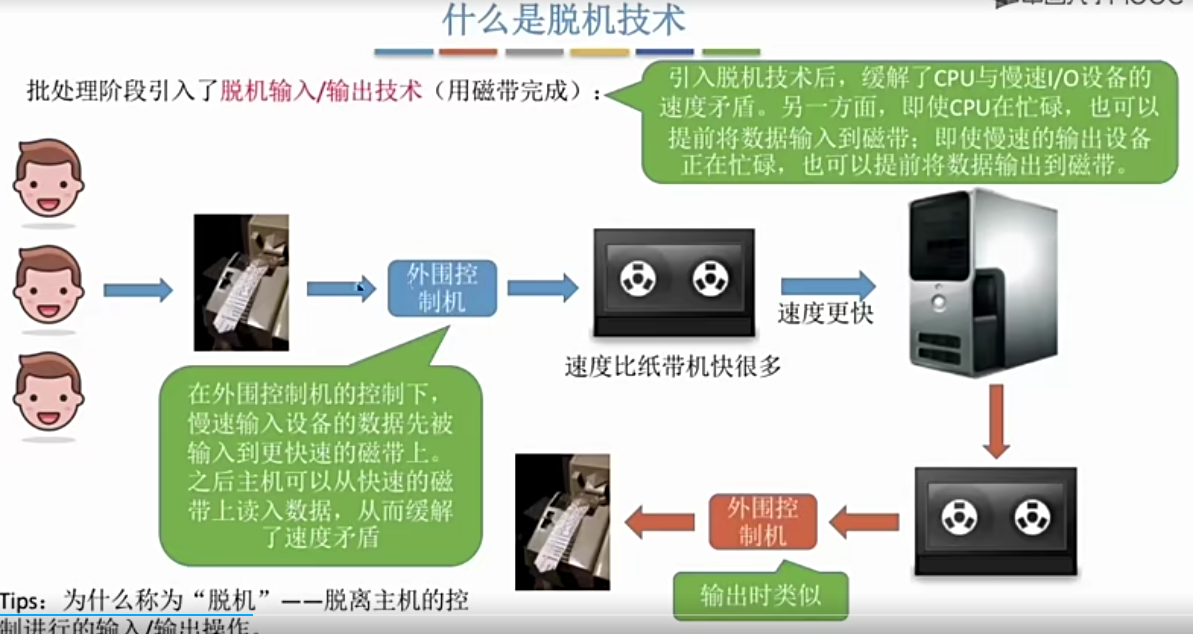 什么是脱机技术
批处理阶段引入了脱机输入/输出技术（用磁带完成）：
引入脱机技术后，缓解了CPU与慢速I/O设备的
速度矛盾。另一方面，即使CPU在忙碌，也可以
提前将数据输入到磁带；即使慢速的输出设备
正在忙碌，也可以提前将数据输出到磁带。
外围控
制机
速度更快
速度比纸带机快很多
在外围控制机的控制下，
慢速输入设备的数据先被
输入到更快速的磁带上。
之后主机可以从快速的磁
带上读入数据，从而缓解
了速度矛盾
外围控
制机
输出时类似
Tips：为什么称为“脱机”——脱离主机的控
制进行的输入/输出操作。